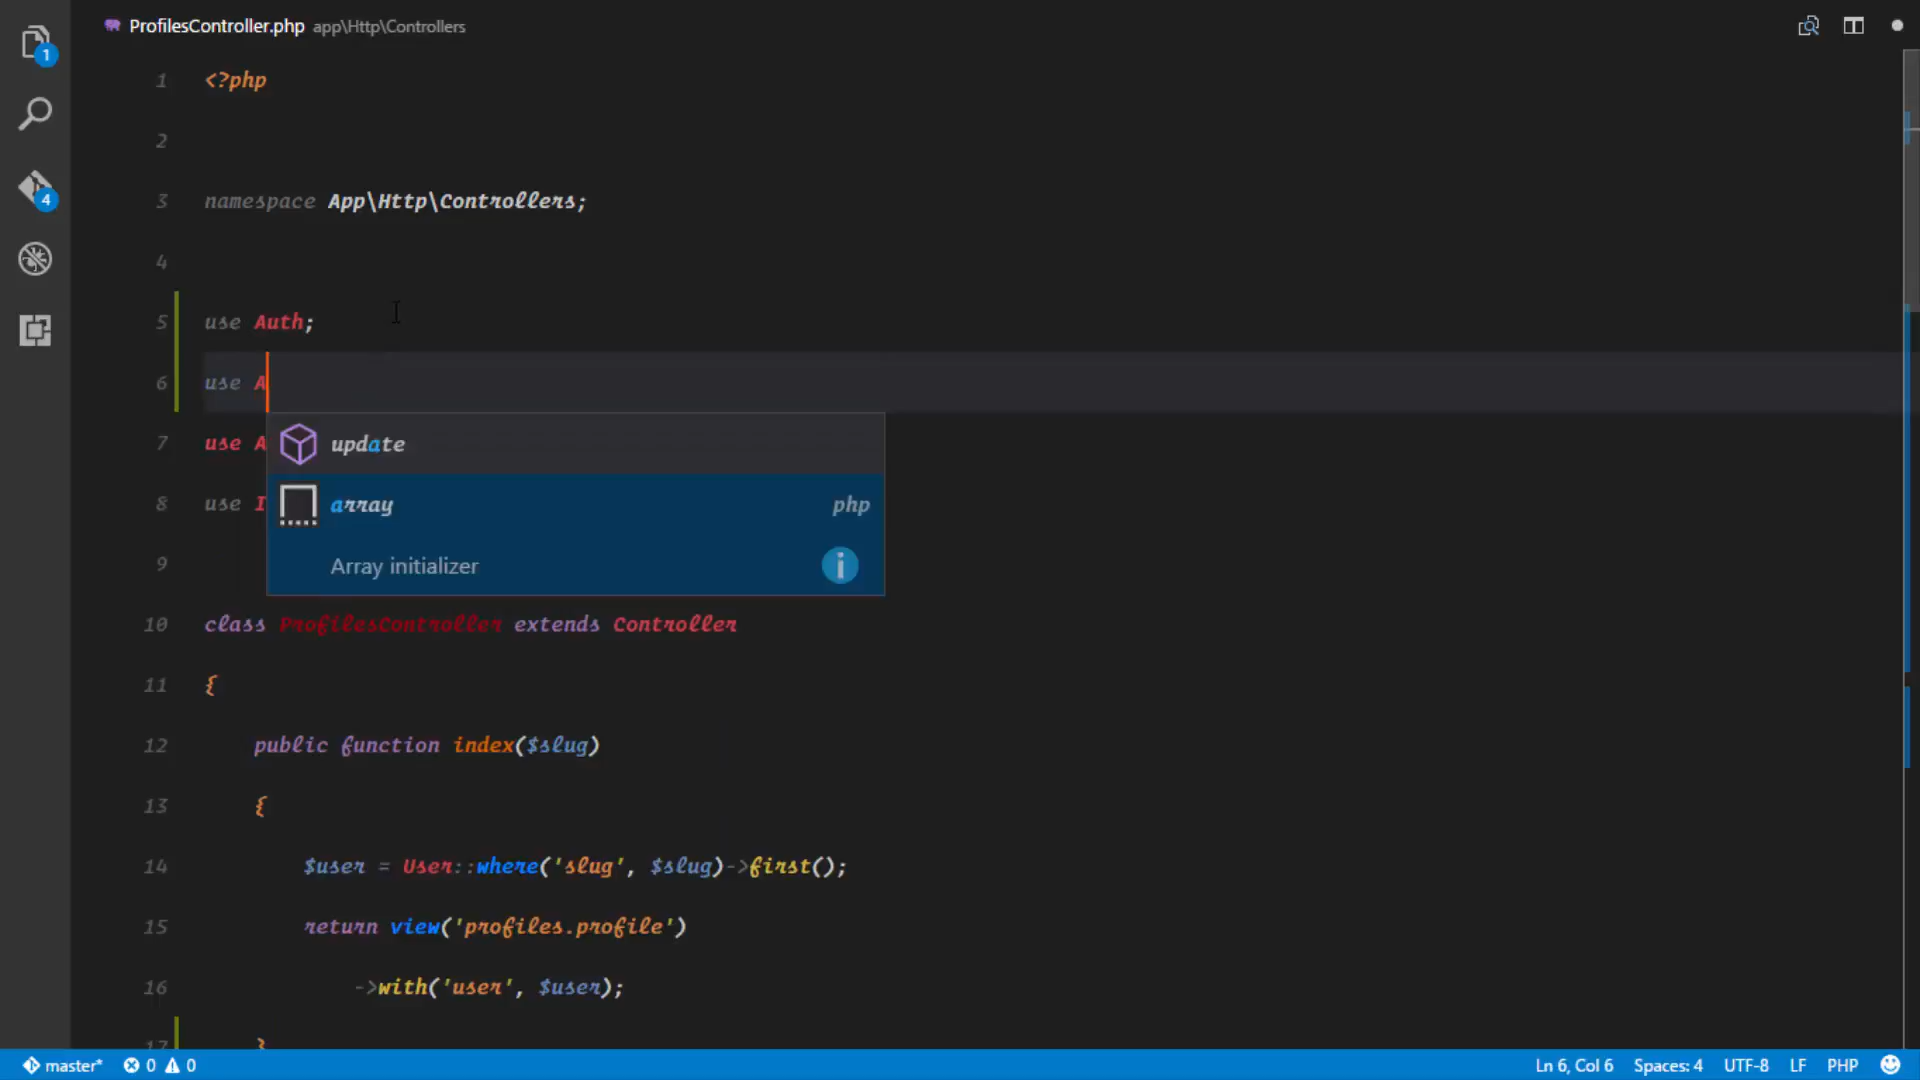 ProfilesController.php app\Http\Controllers
1
1 <?php
2
3 namespace App\Http\Controllers;
4
4
5 use Auth;
6 use A
update
7 use A
array php
8 use I
Array initializer
9
10 class ProfilesController extends Controller
11 {
12 public function index($slug)
13 {
14 $user = User::where('slug', $slug)->first();
15 return view('profiles.profile')
16 ->with('user', $user);
17 }
master* 0 0 Ln 6, Col 6 Spaces: 4 UTF-8 LF PHP